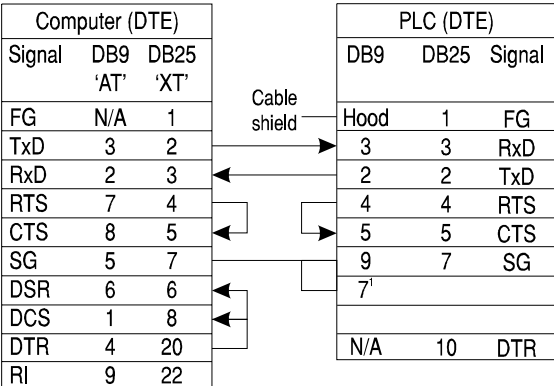 Computer (DTE)
Signal DB9 DB25
'AT' 'XT'
FG N/A 1
TxD 3 2
RxD 2 3
RTS 7 4
CTS 8 5
SG 5 7
DSR 6 6
DCS 1 8
DTR 4 20
RI 9 22
Cable
shield
PLC (DTE)
DB9 DB25 Signal
Hood 1 FG
3 3 RxD
2 2 TxD
4 4 RTS
5 5 CTS
9 7 SG
7¹
N/A 10 DTR